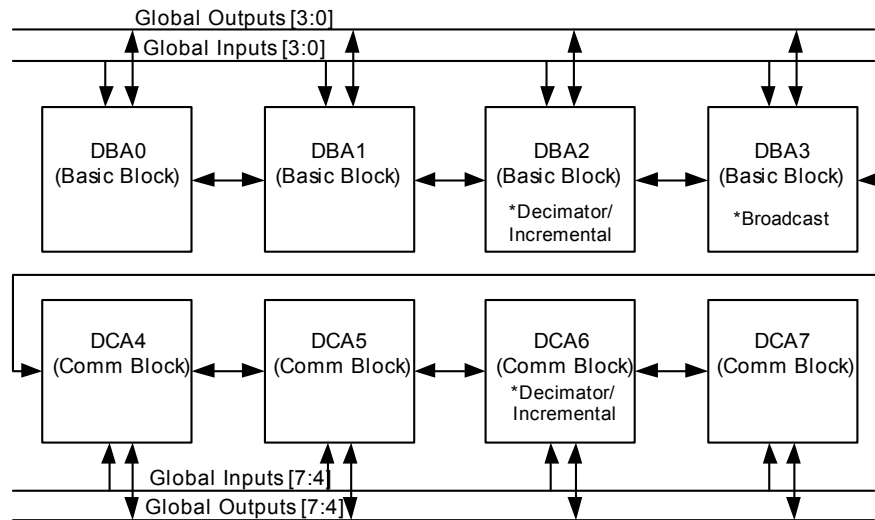 Global Outputs [3:0]
Global Inputs [3:0]
DBA0
(Basic Block)
DBA1
(Basic Block)
DBA2
(Basic Block)
*Decimator/
Incremental
DBA3
(Basic Block)
*Broadcast
DCA4
(Comm Block)
DCA5
(Comm Block)
DCA6
(Comm Block)
*Decimator/
Incremental
DCA7
(Comm Block)
Global Inputs [7:4]
Global Outputs [7:4]